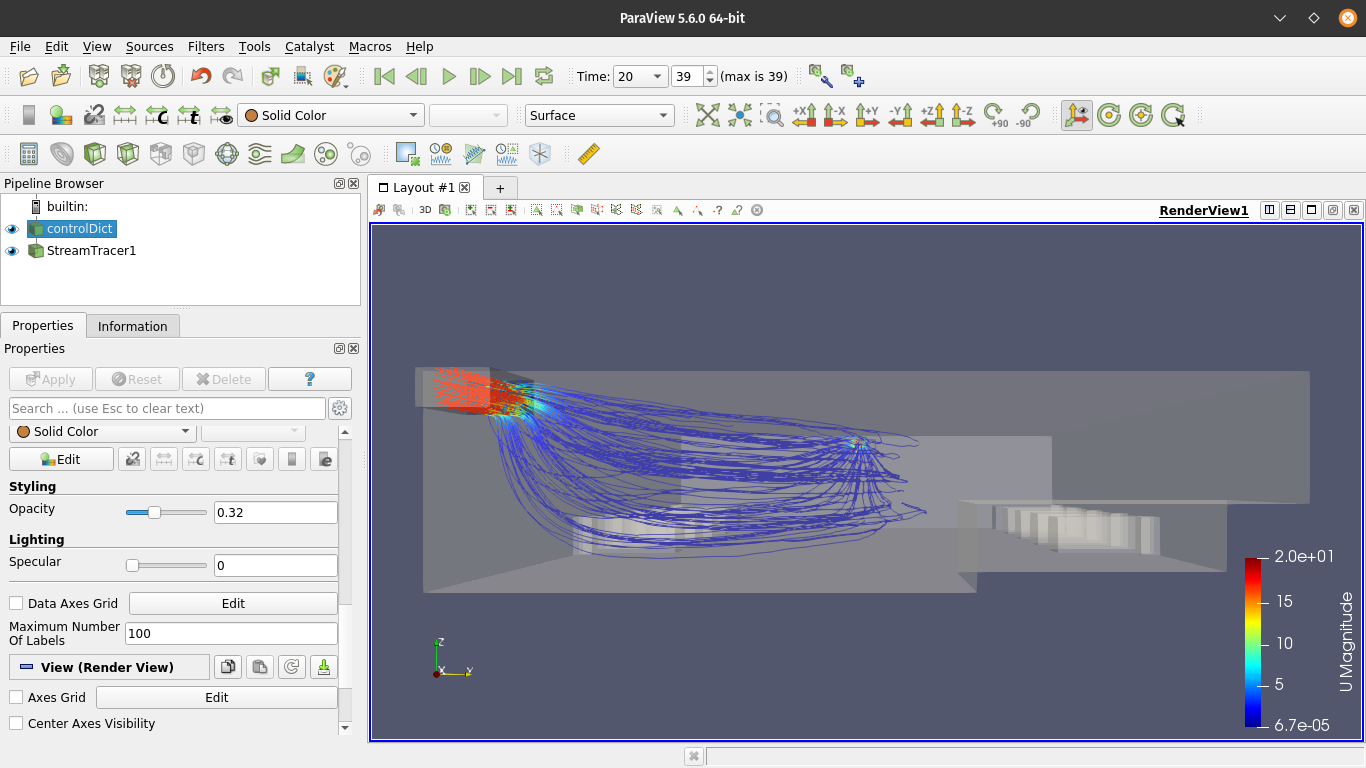 ParaView 5.6.0 64-bit
File Edit View Sources Filters Tools Catalyst Macros Help
Time: 20 39 (max is 39)
Solid Color Surface +X -X +Y -Y +Z -Z +90 -90
Pipeline Browser
Layout #1 +
builtin:
controlDict
StreamTracer1
3D RenderView1
Properties Information
Properties
Apply Reset Delete ?
Search ... (use Esc to clear text)
Solid Color
Edit
Styling
Opacity 0.32
Lighting
Specular 0
Data Axes Grid Edit
Maximum Number
Of Labels 100
View (Render View)
Axes Grid Edit
Center Axes Visibility
Z
X Y
2.0e+01
15
10
5
6.7e-05
U Magnitude